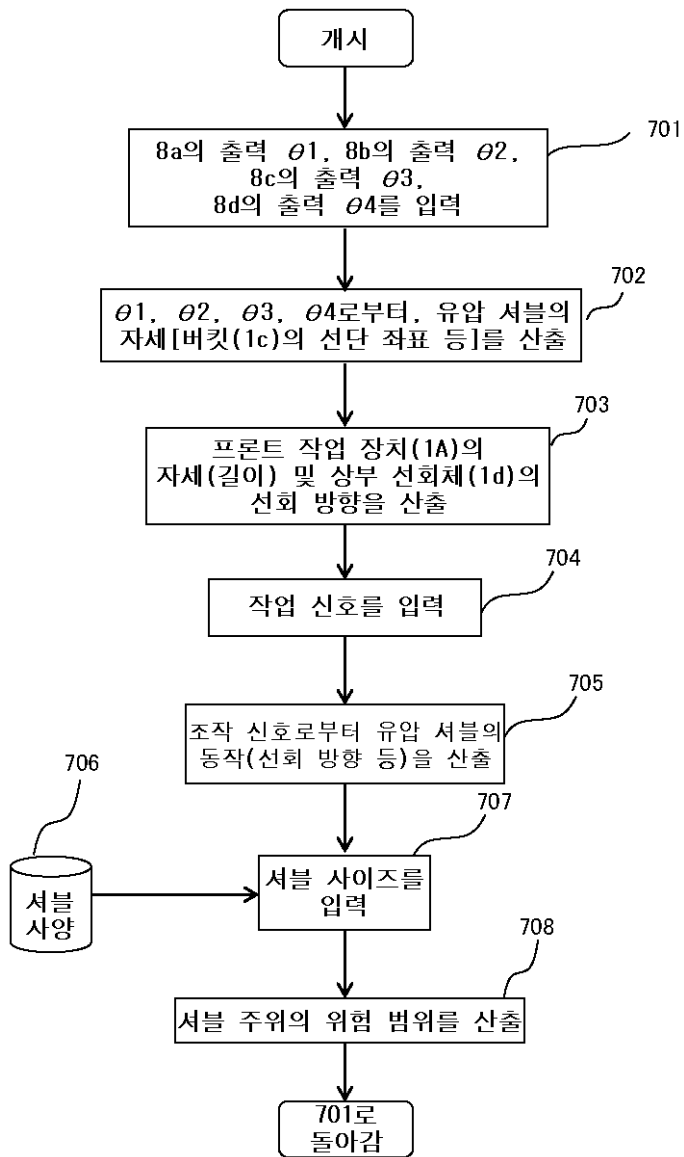 개시
701
8a의 출력 θ1, 8b의 출력 θ2,
8c의 출력 θ3,
8d의 출력 θ4를 입력
702
θ1, θ2, θ3, θ4로부터, 유압 셔블의
자세[버킷(1c)의 선단 좌표 등]를 산출
703
프론트 작업 장치(1A)의
자세(길이) 및 상부 선회체(1d)의
선회 방향을 산출
704
작업 신호를 입력
705
조작 신호로부터 유압 셔블의
동작(선회 방향 등)을 산출
706
셔블
사양
707
셔블 사이즈를
입력
708
셔블 주위의 위험 범위를 산출
701로
돌아감